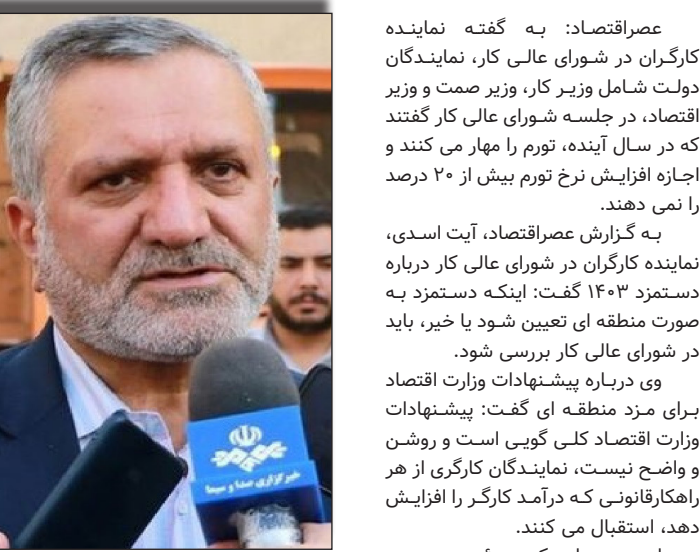 عصراقتصاد: به گفته نماینده
کارگران در شورای عالی کار، نمایندگان
دولت شامل وزیر کار، وزیر صمت و وزیر
اقتصاد، در جلسه شورای عالی کار گفتند
که در سال آینده، تورم را مهار می کنند و
اجازه افزایش نرخ تورم بیش از ۲۰ درصد
را نمی دهند.
به گزارش عصراقتصاد، آیت اسدی،
نماینده کارگران در شورای عالی کار درباره
دستمزد ۱۴۰۳ گفت: اینکه دستمزد به
صورت منطقه ای تعیین شود یا خیر، باید
در شورای عالی کار بررسی شود.
وی درباره پیشنهادات وزارت اقتصاد
برای مزد منطقه ای گفت: پیشنهادات
وزارت اقتصاد کلی گویی است و روشن
و واضح نیست، نمایندگان کارگری از هر
راهکارقانونی که درآمد کارگر را افزایش
دهد، استقبال می کنند.
خبرگزاری صدا و سیما